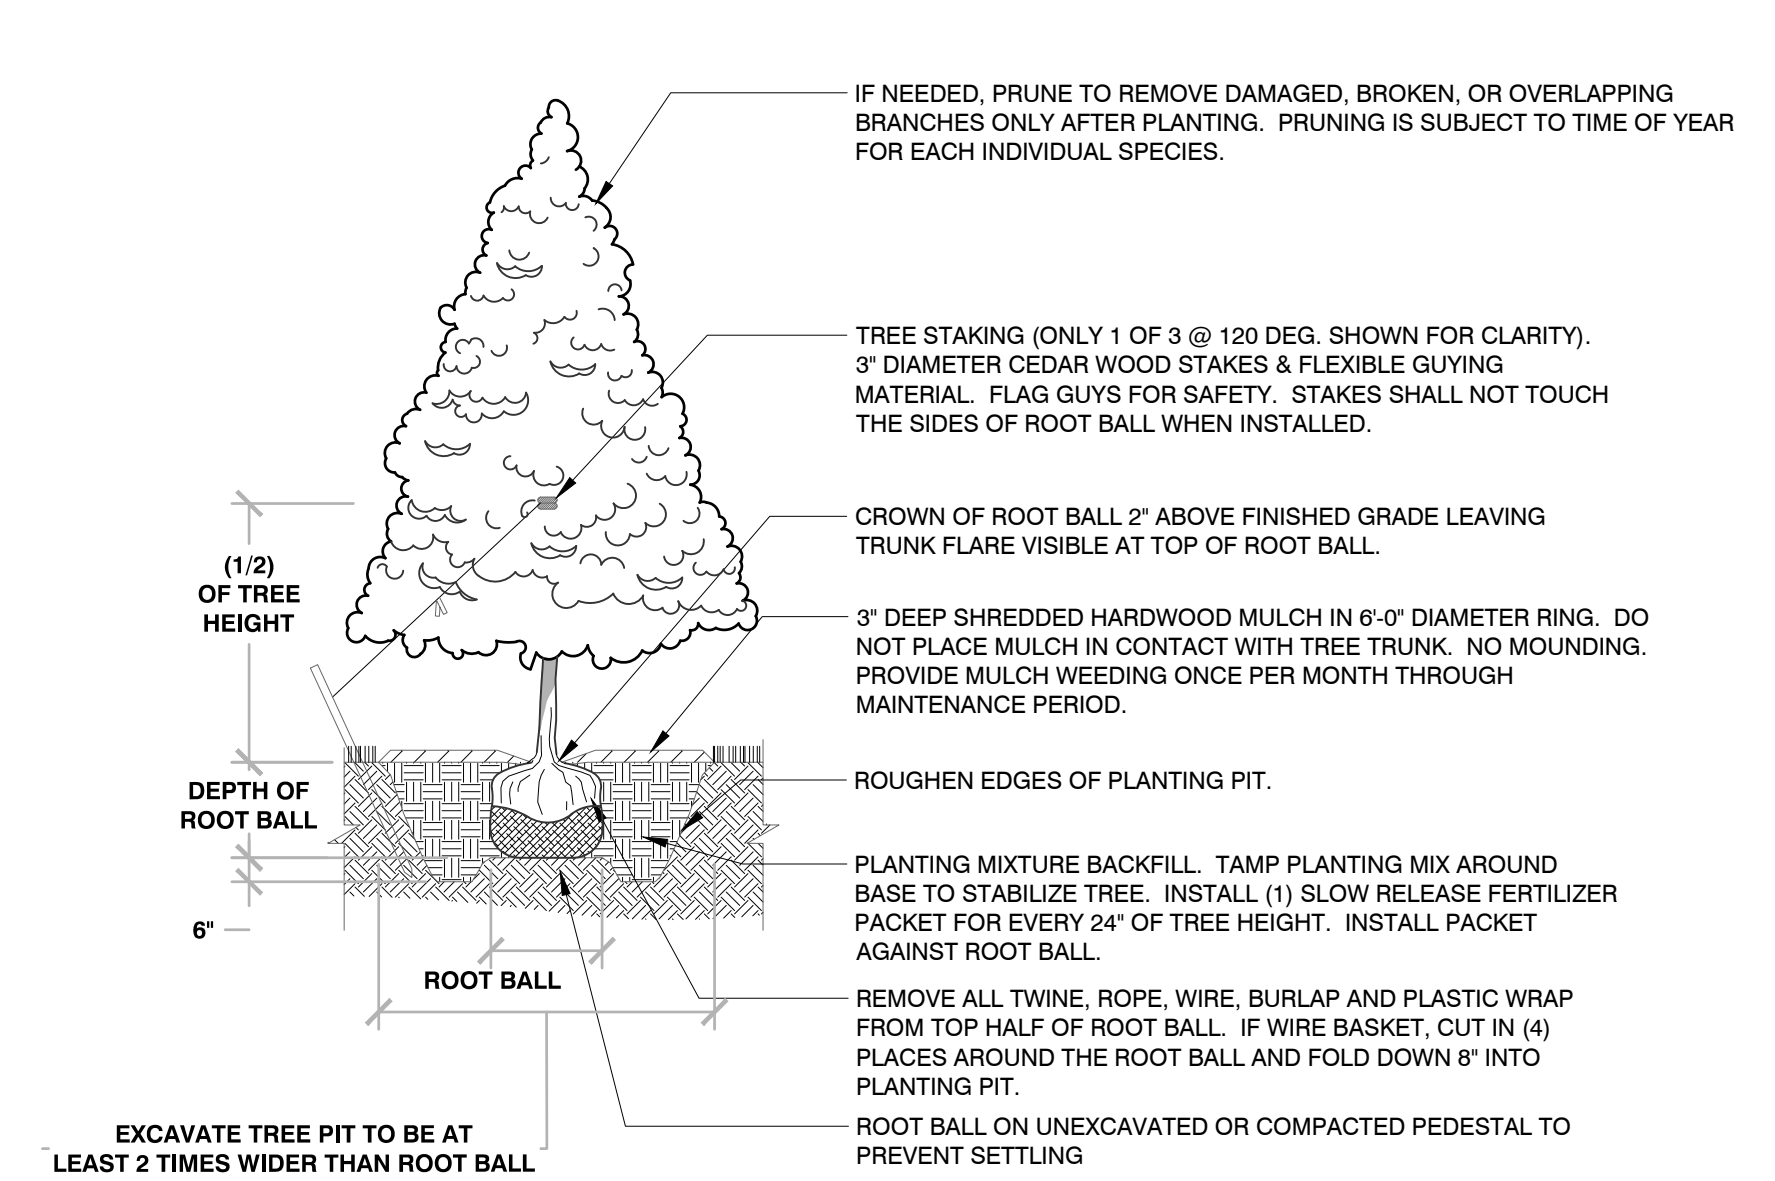 IF NEEDED, PRUNE TO REMOVE DAMAGED, BROKEN, OR OVERLAPPING
BRANCHES ONLY AFTER PLANTING.  PRUNING IS SUBJECT TO TIME OF YEAR
FOR EACH INDIVIDUAL SPECIES.
TREE STAKING (ONLY 1 OF 3 @ 120 DEG. SHOWN FOR CLARITY).
3" DIAMETER CEDAR WOOD STAKES & FLEXIBLE GUYING
MATERIAL.  FLAG GUYS FOR SAFETY.  STAKES SHALL NOT TOUCH
THE SIDES OF ROOT BALL WHEN INSTALLED.
CROWN OF ROOT BALL 2" ABOVE FINISHED GRADE LEAVING
TRUNK FLARE VISIBLE AT TOP OF ROOT BALL.
3" DEEP SHREDDED HARDWOOD MULCH IN 6'-0" DIAMETER RING.  DO
NOT PLACE MULCH IN CONTACT WITH TREE TRUNK.  NO MOUNDING.
PROVIDE MULCH WEEDING ONCE PER MONTH THROUGH
MAINTENANCE PERIOD.
ROUGHEN EDGES OF PLANTING PIT.
PLANTING MIXTURE BACKFILL.  TAMP PLANTING MIX AROUND
BASE TO STABILIZE TREE.  INSTALL (1) SLOW RELEASE FERTILIZER
PACKET FOR EVERY 24" OF TREE HEIGHT.  INSTALL PACKET
AGAINST ROOT BALL.
REMOVE ALL TWINE, ROPE, WIRE, BURLAP AND PLASTIC WRAP
FROM TOP HALF OF ROOT BALL.  IF WIRE BASKET, CUT IN (4)
PLACES AROUND THE ROOT BALL AND FOLD DOWN 8" INTO
PLANTING PIT.
ROOT BALL ON UNEXCAVATED OR COMPACTED PEDESTAL TO
PREVENT SETTLING
(1/2)
OF TREE
HEIGHT
DEPTH OF
ROOT BALL
6"
ROOT BALL
EXCAVATE TREE PIT TO BE AT
LEAST 2 TIMES WIDER THAN ROOT BALL